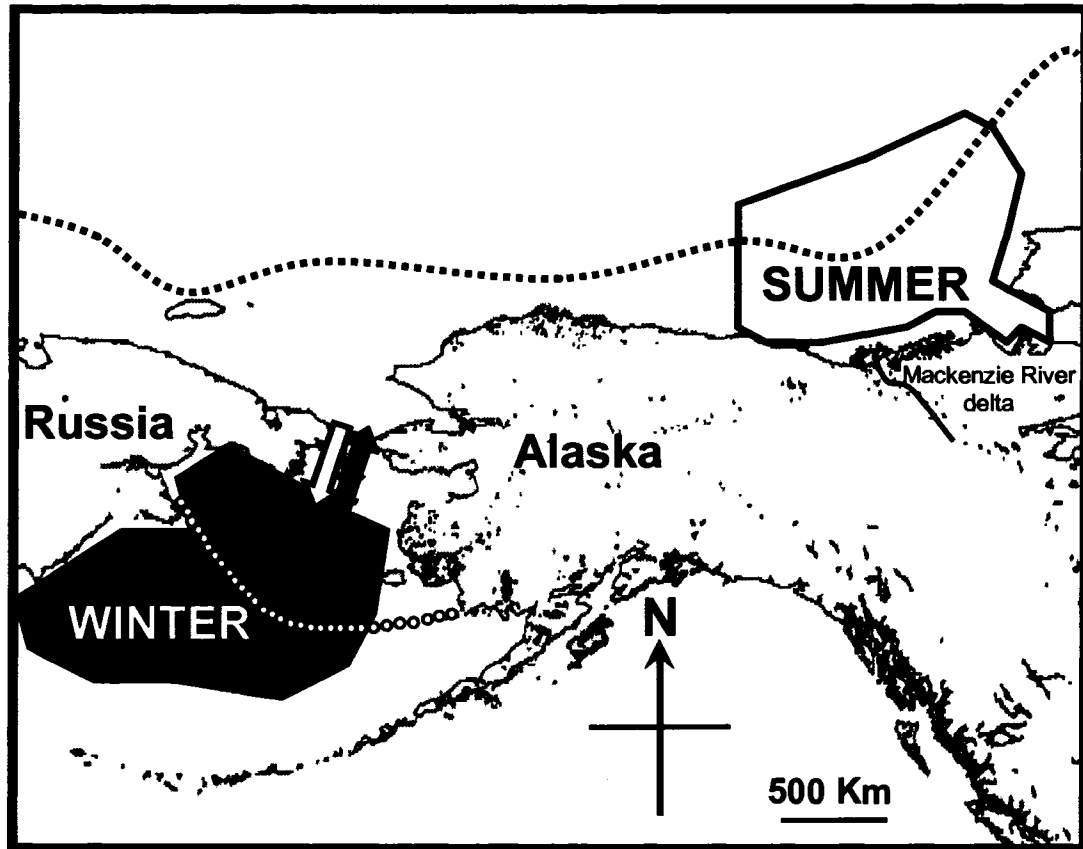 SUMMER
Mackenzie River
delta
Russia
Alaska
WINTER
N
500 Km